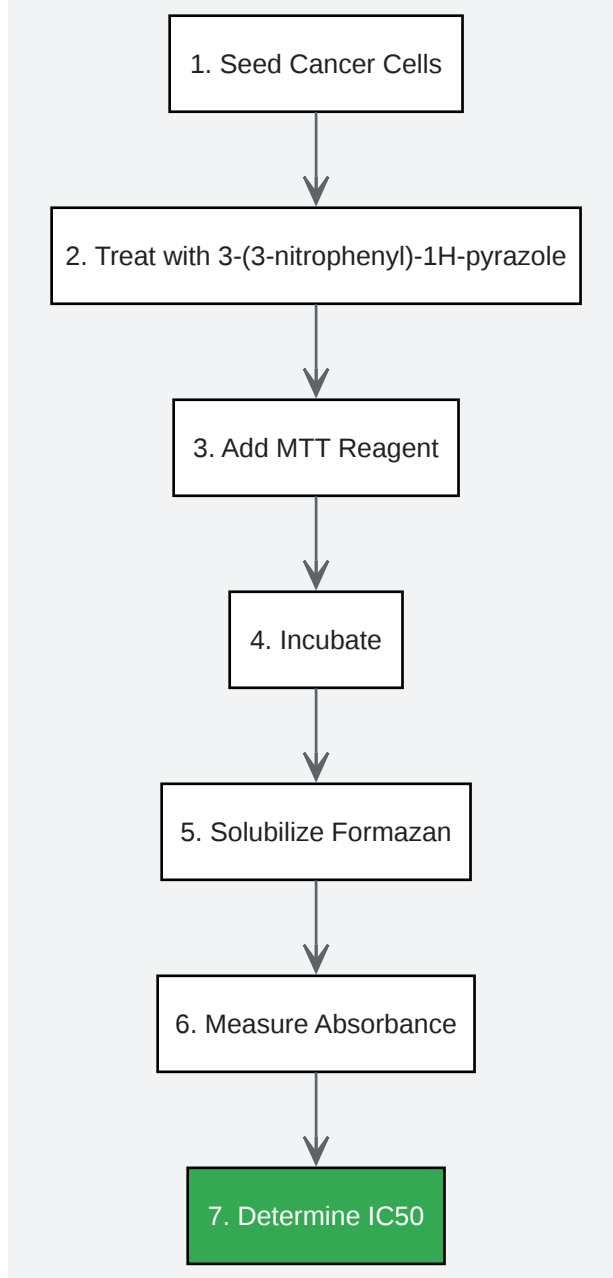 1. Seed Cancer Cells
2. Treat with 3-(3-nitrophenyl)-1H-pyrazole
3. Add MTT Reagent
4. Incubate
5. Solubilize Formazan
6. Measure Absorbance
7. Determine IC50